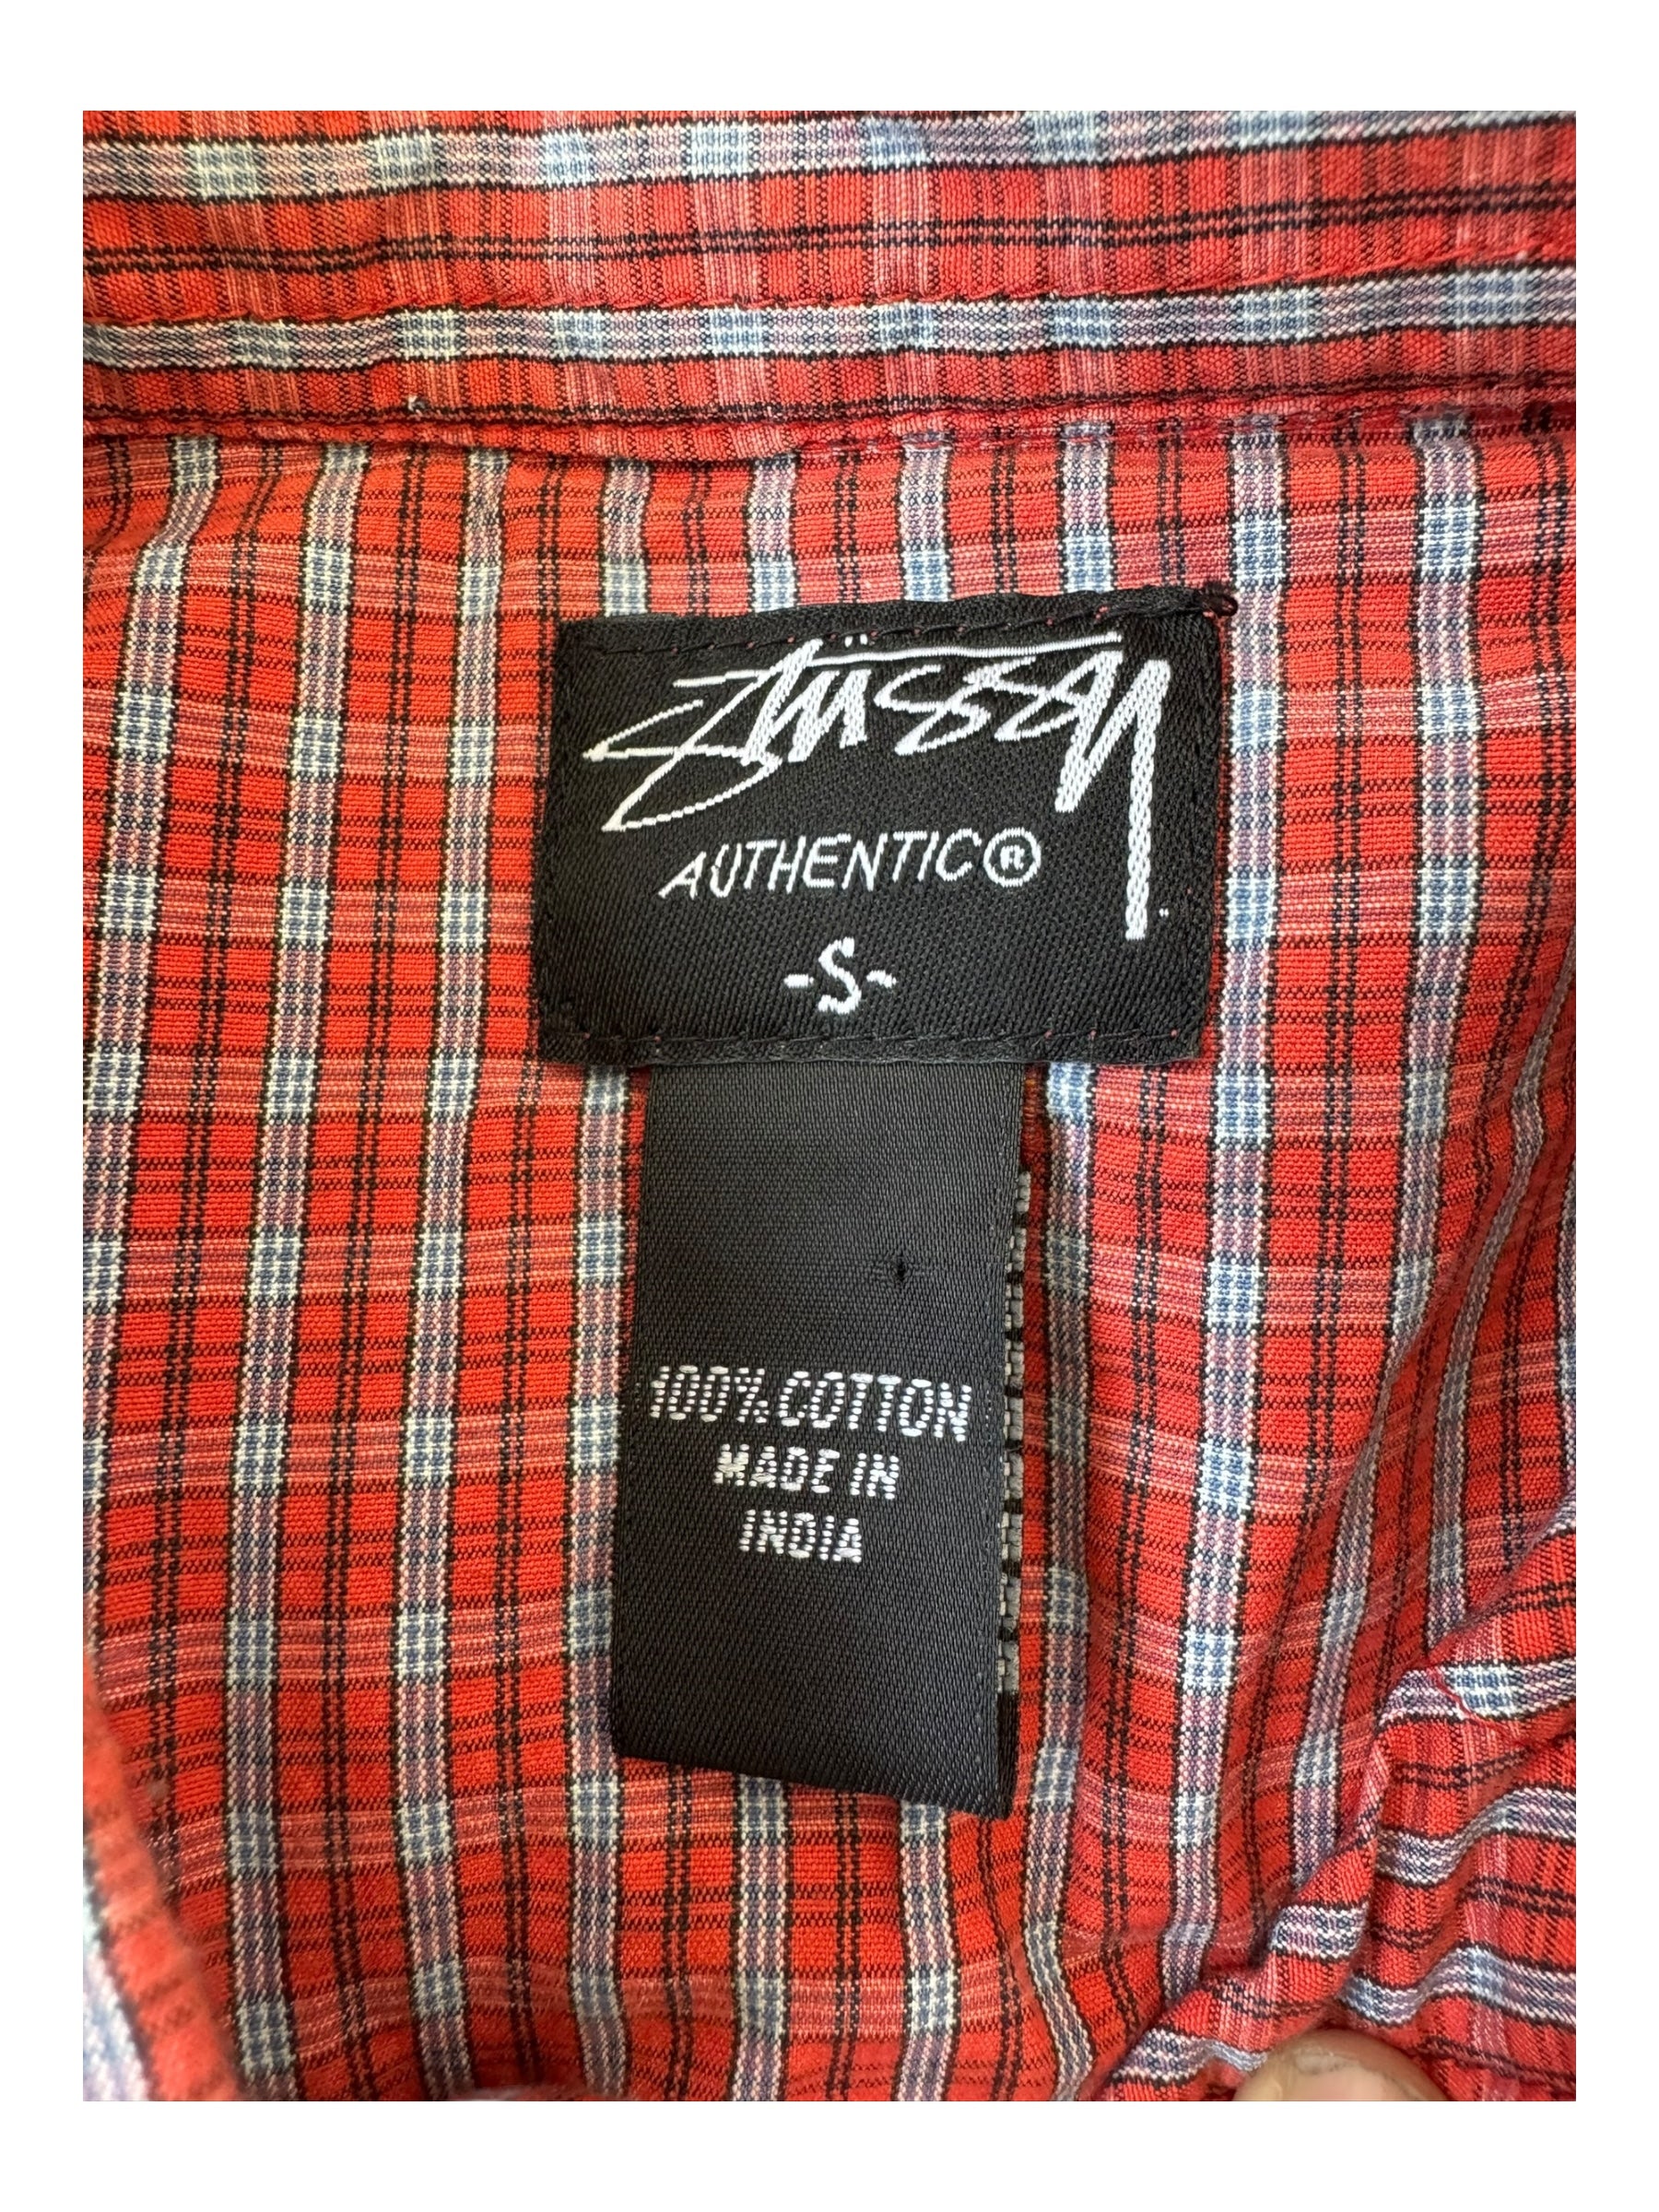 Stüssy
AUTHENTIC®
-S-
100% COTTON
MADE IN
INDIA